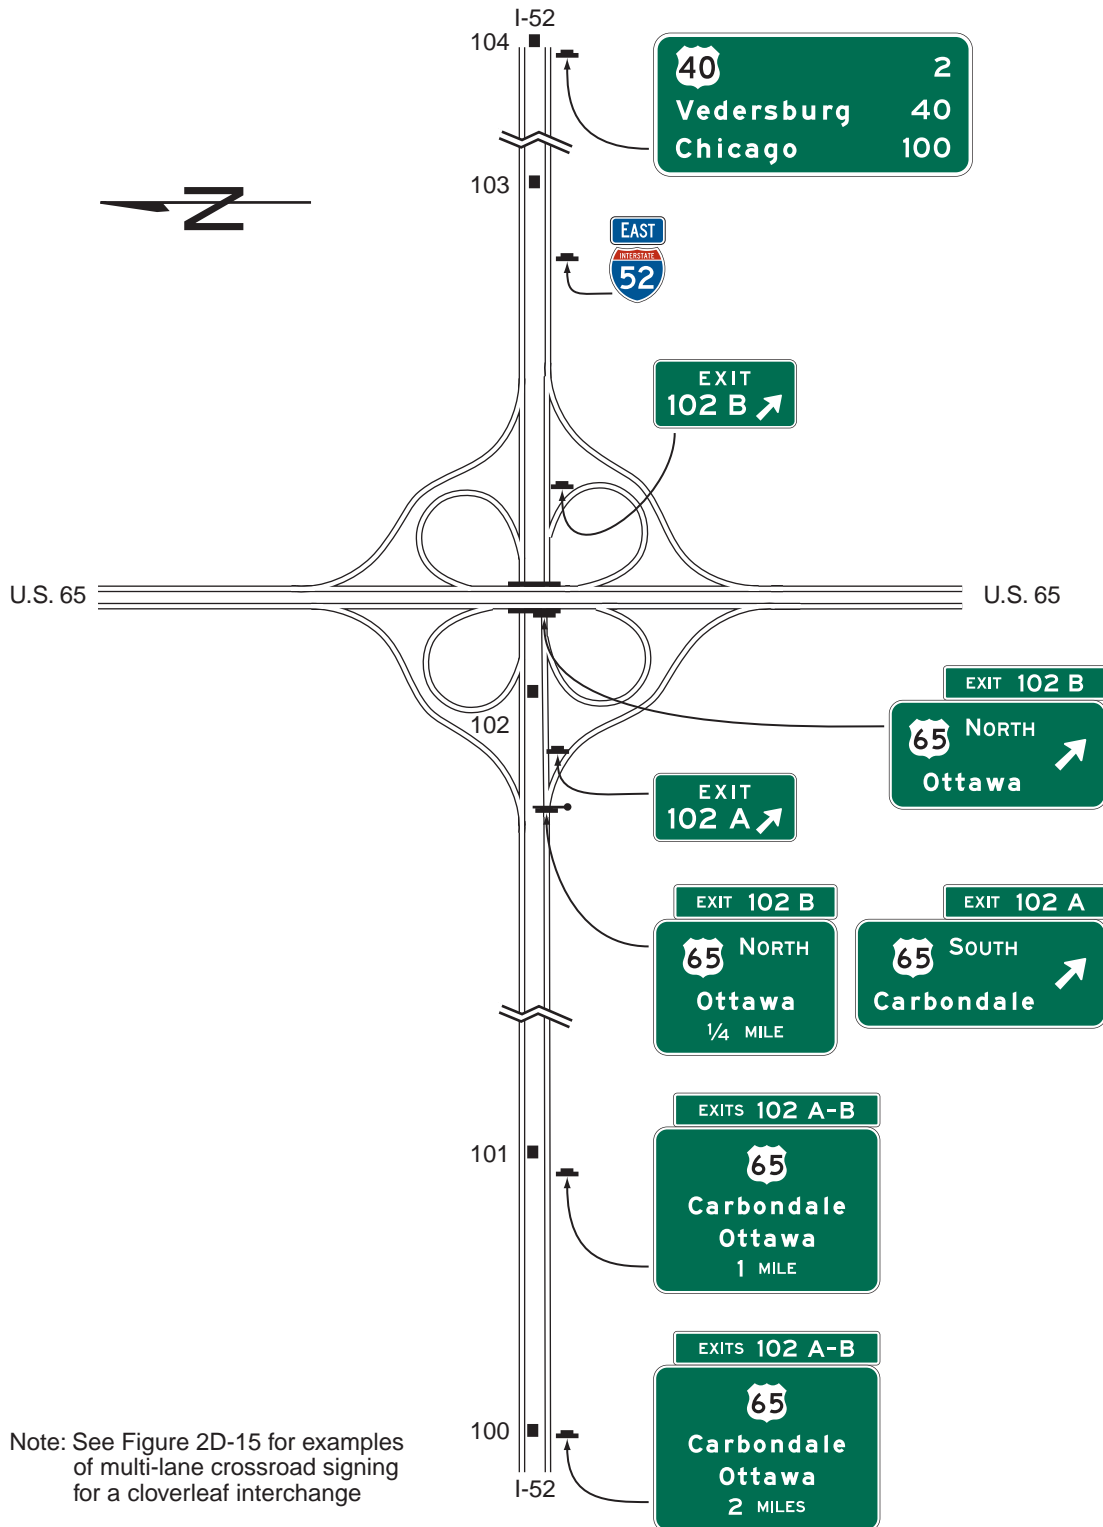 I-52
104
40 2
Vedersburg 40
Chicago 100
103
N
EAST
INTERSTATE
52
EXIT
102 B
U.S. 65
U.S. 65
EXIT 102 B
65 NORTH
Ottawa
102
EXIT
102 A
EXIT 102 B
65 NORTH
Ottawa
1/4 MILE
EXIT 102 A
65 SOUTH
Carbondale
101
EXITS 102 A-B
65
Carbondale
Ottawa
1 MILE
EXITS 102 A-B
65
Carbondale
Ottawa
2 MILES
100
I-52
Note: See Figure 2D-15 for examples
of multi-lane crossroad signing
for a cloverleaf interchange